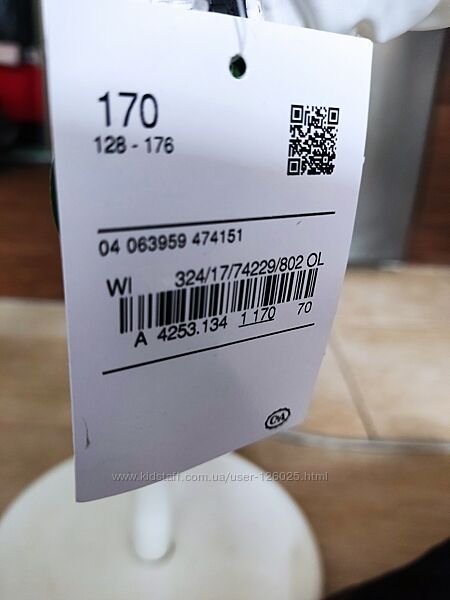 170
128 - 176
04 063959 474151
WI 324/17/74229/802 OL
A 4253.134 1 170 70
C&A
www.kidstaff.com.ua/user-126025.html